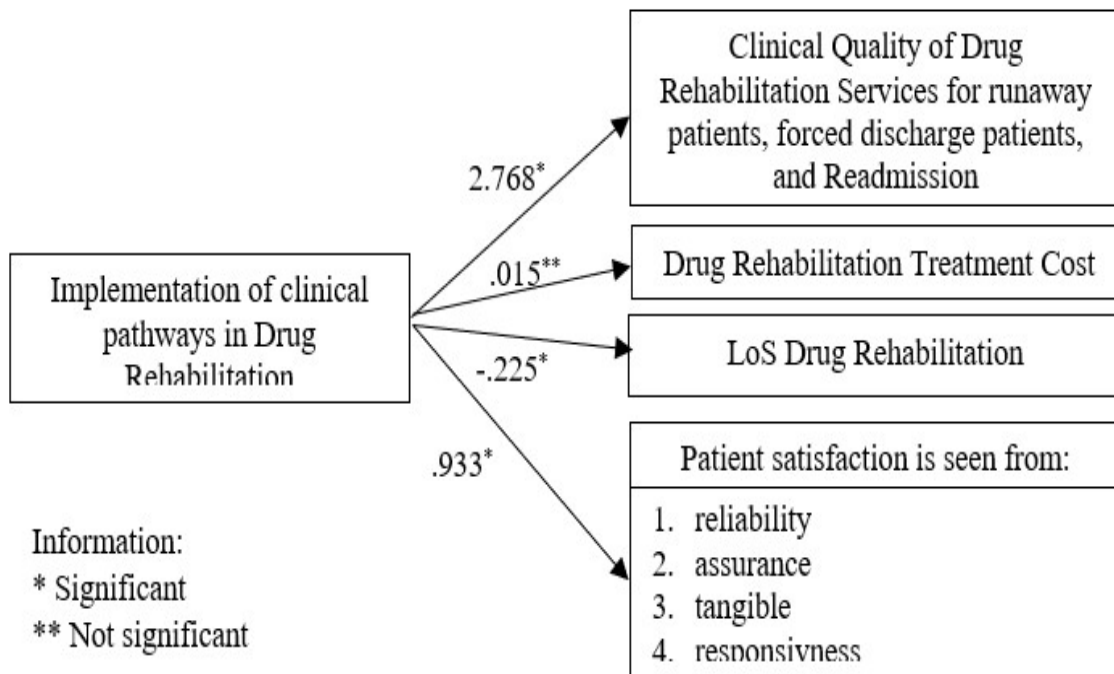 Clinical Quality of Drug
Rehabilitation Services for runaway
patients, forced discharge patients,
and Readmission
2.768*
Implementation of clinical
pathways in Drug
Rehabilitation
.015**
Drug Rehabilitation Treatment Cost
-.225*
LoS Drug Rehabilitation
.933*
Patient satisfaction is seen from:
1. reliability
2. assurance
3. tangible
4. responsivness
Information:
* Significant
** Not significant